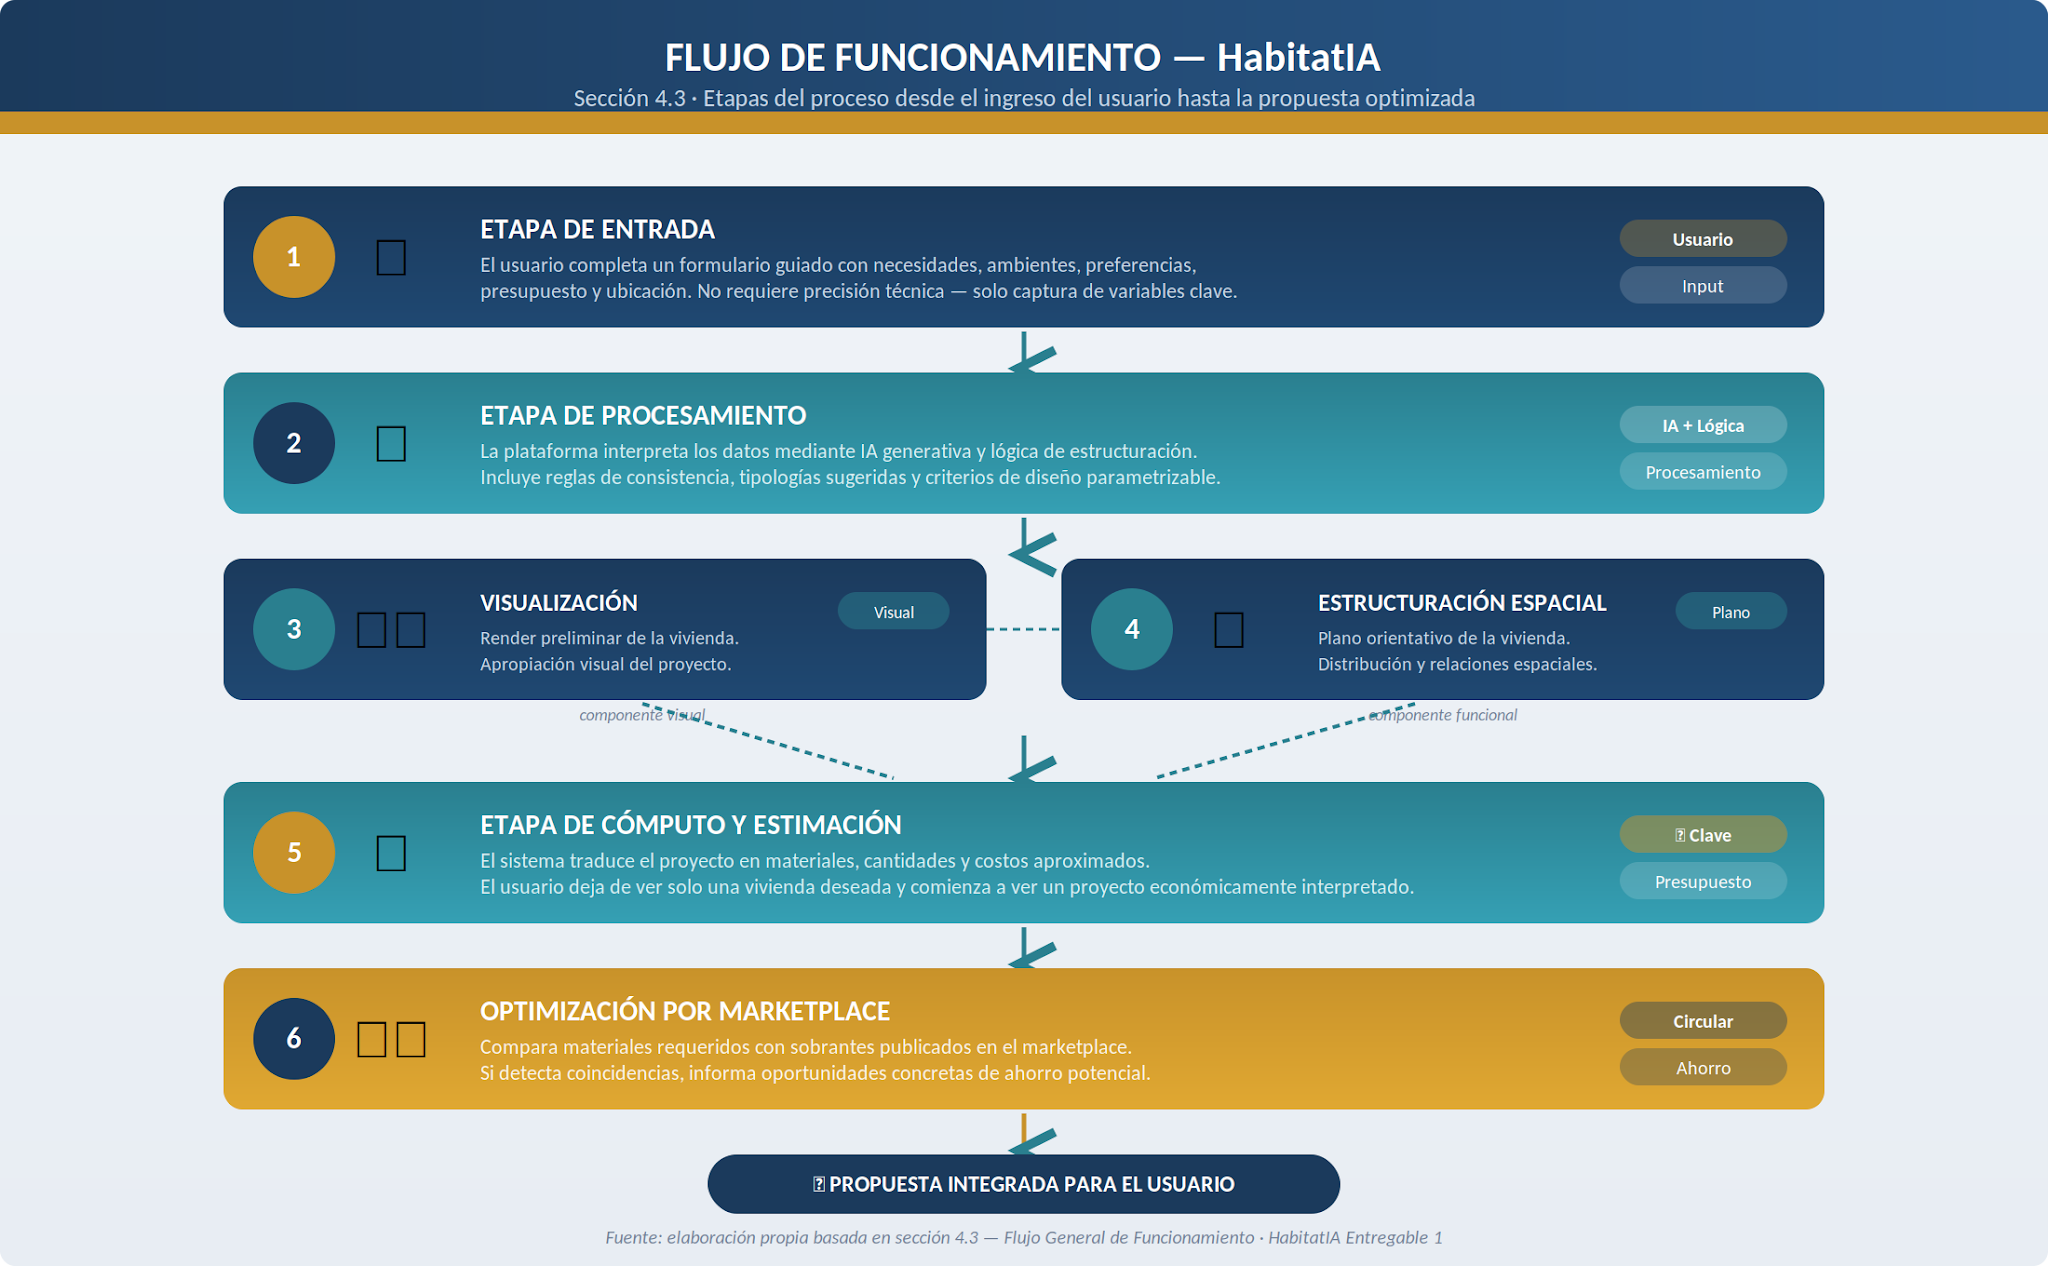 FLUJO DE FUNCIONAMIENTO — HabitatIA
Sección 4.3 · Etapas del proceso desde el ingreso del usuario hasta la propuesta optimizada
1
ETAPA DE ENTRADA
El usuario completa un formulario guiado con necesidades, ambientes, preferencias,
presupuesto y ubicación. No requiere precisión técnica — solo captura de variables clave.
Usuario
Input
2
ETAPA DE PROCESAMIENTO
La plataforma interpreta los datos mediante IA generativa y lógica de estructuración.
Incluye reglas de consistencia, tipologías sugeridas y criterios de diseño parametrizable.
IA + Lógica
Procesamiento
3
VISUALIZACIÓN
Render preliminar de la vivienda.
Apropiación visual del proyecto.
Visual
componente visual
4
ESTRUCTURACIÓN ESPACIAL
Plano orientativo de la vivienda.
Distribución y relaciones espaciales.
Plano
componente funcional
5
ETAPA DE CÓMPUTO Y ESTIMACIÓN
El sistema traduce el proyecto en materiales, cantidades y costos aproximados.
El usuario deja de ver solo una vivienda deseada y comienza a ver un proyecto económicamente interpretado.
Clave
Presupuesto
6
OPTIMIZACIÓN POR MARKETPLACE
Compara materiales requeridos con sobrantes publicados en el marketplace.
Si detecta coincidencias, informa oportunidades concretas de ahorro potencial.
Circular
Ahorro
PROPUESTA INTEGRADA PARA EL USUARIO
Fuente: elaboración propia basada en sección 4.3 — Flujo General de Funcionamiento · HabitatIA Entregable 1